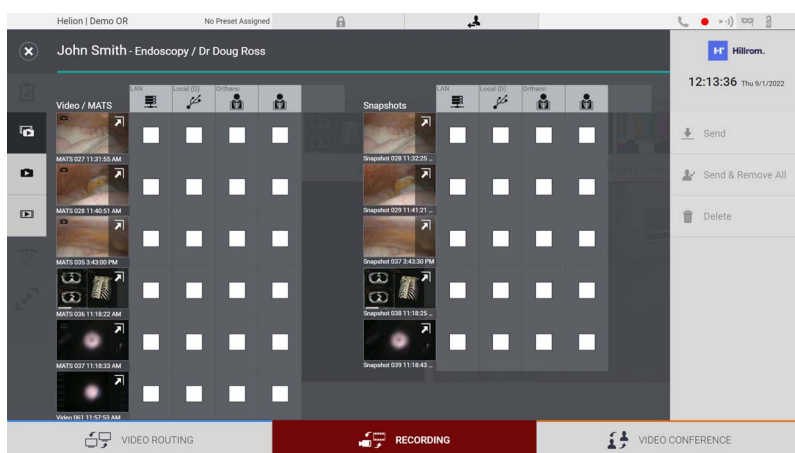 Helion | Demo OR
No Preset Assigned
John Smith - Endoscopy / Dr Doug Ross
Hillrom.
12:13:36 Thu 9/1/2022
Video / MATS
LAN
Local (D)
Orthanc
Snapshots
LAN
Local (D)
Orthanc
MATS 027 11:31:55 AM
Snapshot 028 11:32:25 ...
MATS 028 11:40:51 AM
Snapshot 029 11:41:21 ...
MATS 035 3:43:00 PM
Snapshot 037 3:43:30 PM
MATS 036 11:18:22 AM
Snapshot 038 11:18:25 ...
MATS 037 11:18:33 AM
Snapshot 039 11:18:43 ...
Video 061 11:57:53 AM
Send
Send & Remove All
Delete
VIDEO ROUTING
RECORDING
VIDEO CONFERENCE